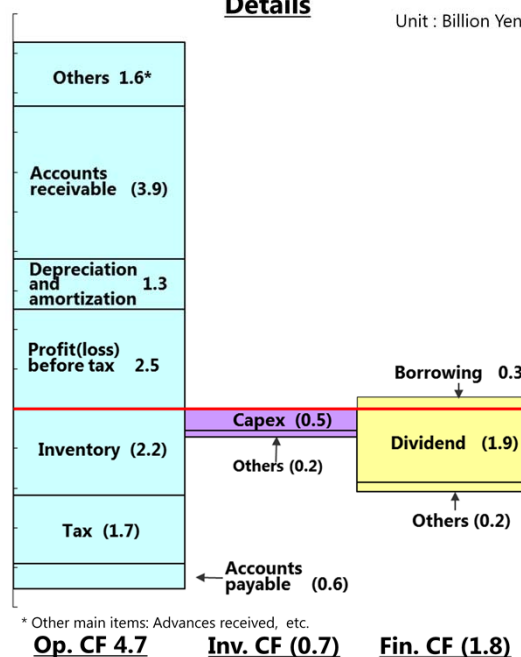 Details
Unit : Billion Yen
Others 1.6*
Accounts
receivable (3.9)
Depreciation
and 1.3
amortization
Profit(loss)
before tax 2.5
Borrowing 0.3
Capex (0.5)
Inventory (2.2)
Others (0.2)
Dividend (1.9)
Tax (1.7)
Others (0.2)
Accounts
payable (0.6)
* Other main items: Advances received, etc.
Op. CF 4.7 Inv. CF (0.7) Fin. CF (1.8)